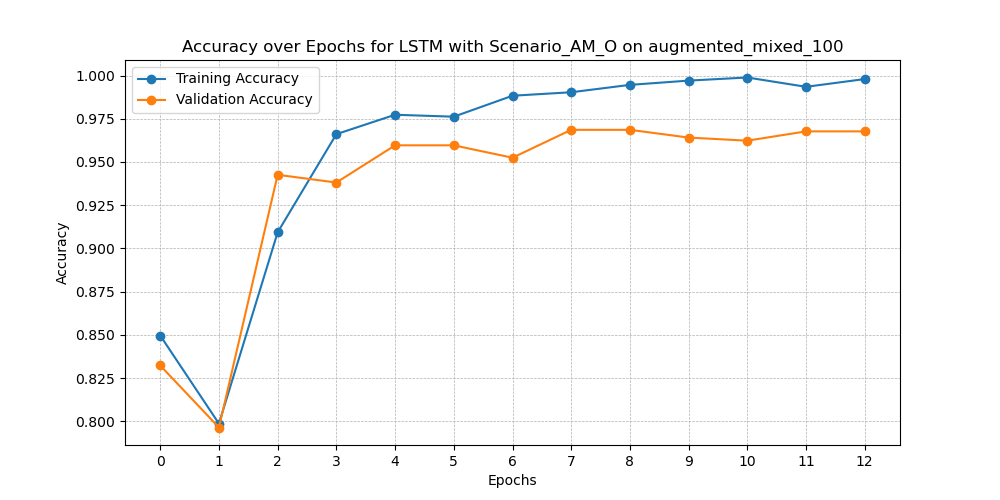 Accuracy over Epochs for LSTM with Scenario_AM_O on augmented_mixed_100
Training Accuracy
Validation Accuracy
1.000
0.975
0.950
0.925
0.900
0.875
0.850
0.825
0.800
Accuracy
0 1 2 3 4 5 6 7 8 9 10 11 12
Epochs